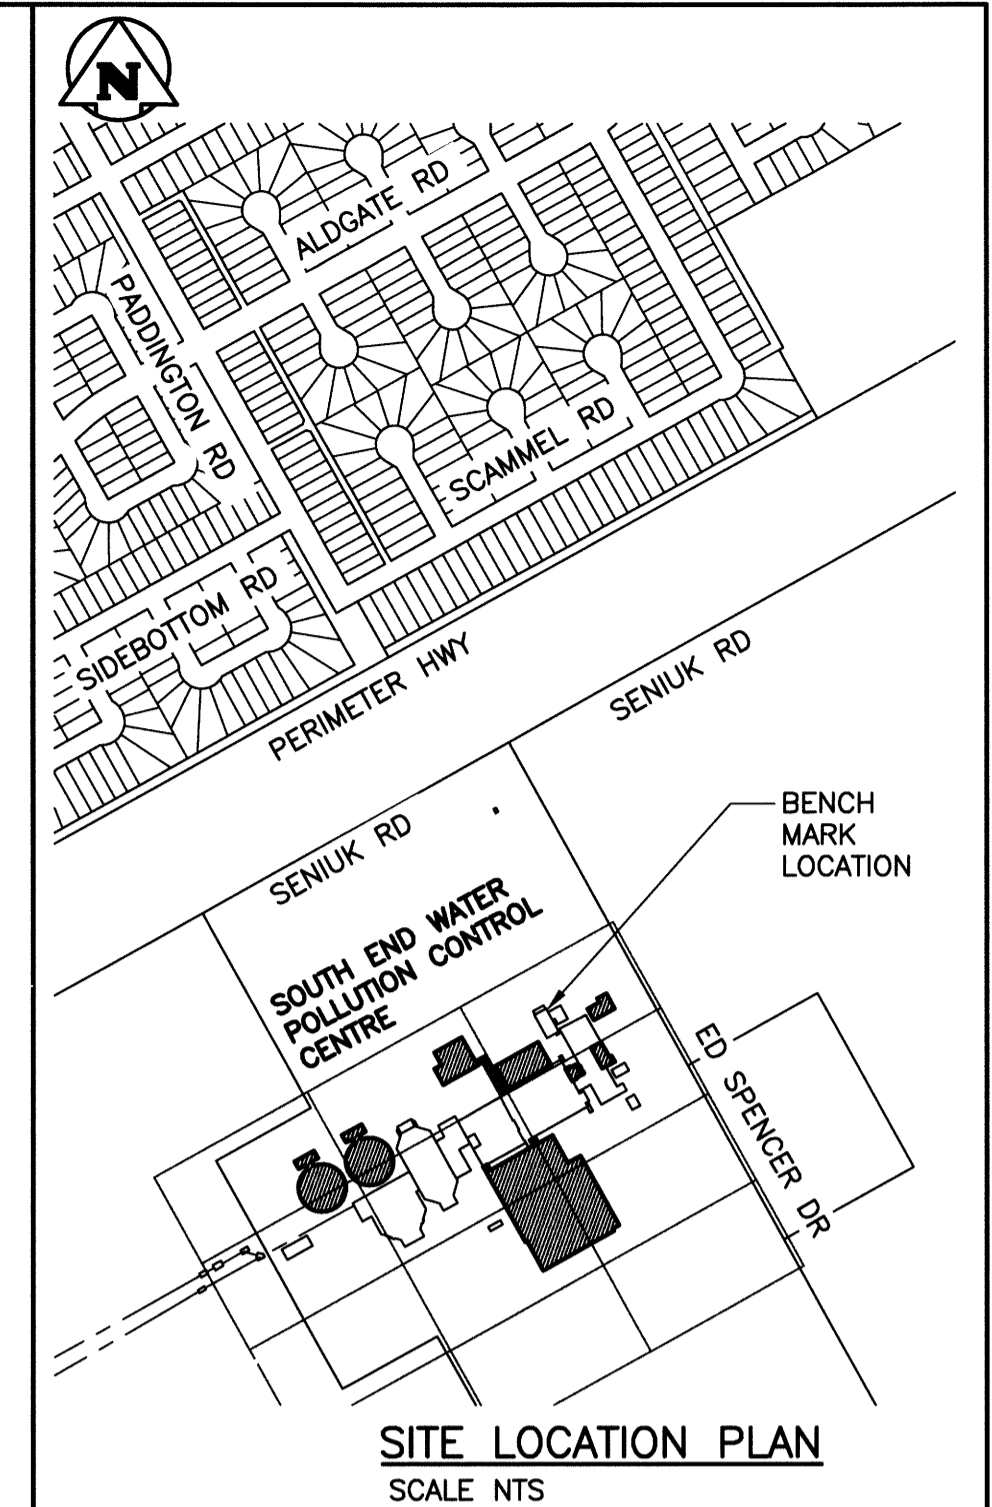 N
ALDGATE RD
PADDINGTON RD
SCAMMEL RD
SIDEBOTTOM RD
PERIMETER HWY
SENIUK RD
SENIUK RD
BENCH
MARK
LOCATION
SOUTH END WATER
POLLUTION CONTROL
CENTRE
ED SPENCER DR
SITE LOCATION PLAN
SCALE NTS